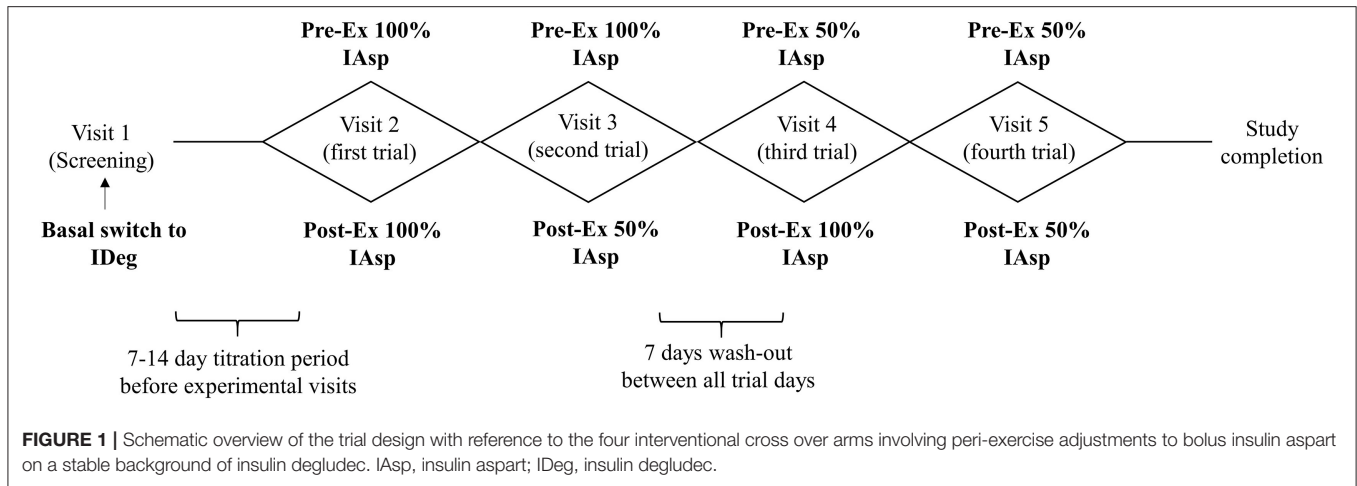 Pre-Ex 100%
IAsp
Pre-Ex 100%
IAsp
Pre-Ex 50%
IAsp
Pre-Ex 50%
IAsp
Visit 1
(Screening)
Visit 2
(first trial)
Visit 3
(second trial)
Visit 4
(third trial)
Visit 5
(fourth trial)
Study
completion
Basal switch to
IDeg
Post-Ex 100%
IAsp
Post-Ex 50%
IAsp
Post-Ex 100%
IAsp
Post-Ex 50%
IAsp
7-14 day titration period
before experimental visits
7 days wash-out
between all trial days
FIGURE 1 | Schematic overview of the trial design with reference to the four interventional cross over arms involving peri-exercise adjustments to bolus insulin aspart
on a stable background of insulin degludec. IAsp, insulin aspart; IDeg, insulin degludec.